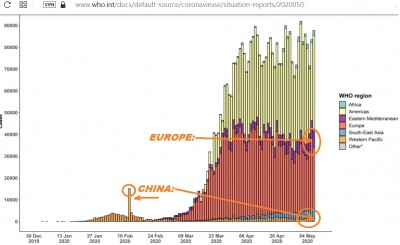 VPN www.who.int/docs/default-source/coronaviruse/situation-reports/2020050.
90000
80000
70000
60000
50000
40000
30000
20000
10000
0
Cases
30 Dec 2019
13 Jan 2020
27 Jan 2020
10 Feb 2020
24 Feb 2020
09 Mar 2020
23 Mar 2020
06 Apr 2020
20 Apr 2020
04 May 2020
EUROPE:
CHINA:
WHO region
Africa
Americas
Eastern Mediterranean
Europe
South-East Asia
Western Pacific
Other*